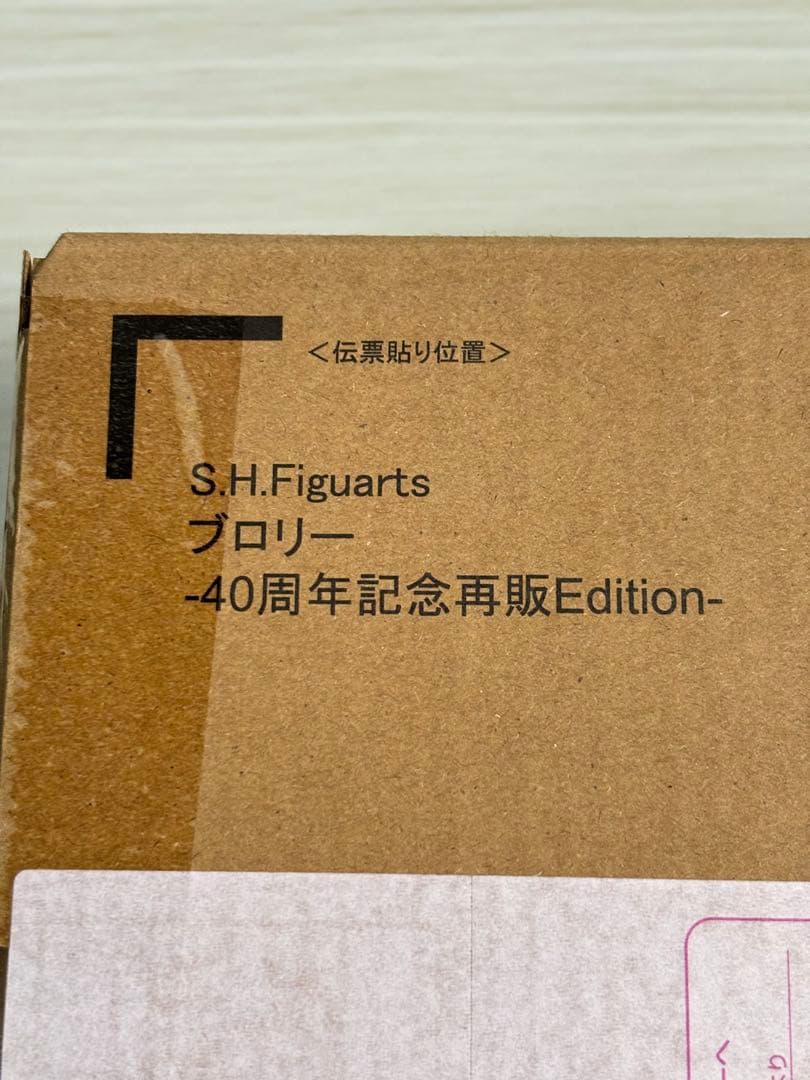 <伝票貼り位置>
S.H.Figuarts
ブロリー
-40周年記念再販Edition-